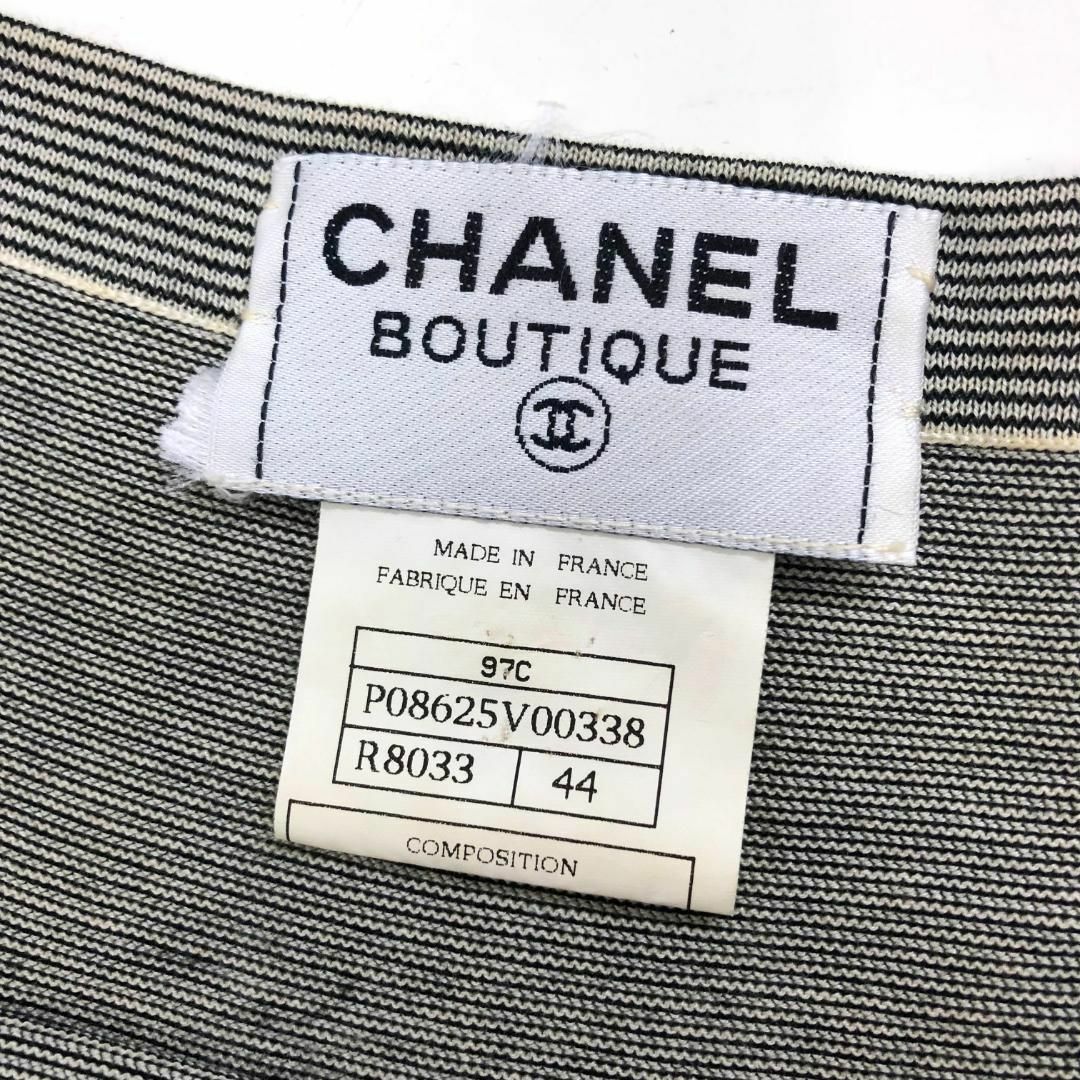 CHANEL
BOUTIQUE
MADE IN FRANCE
FABRIQUE EN FRANCE
97C
P08625V00338
R8033 44
COMPOSITION